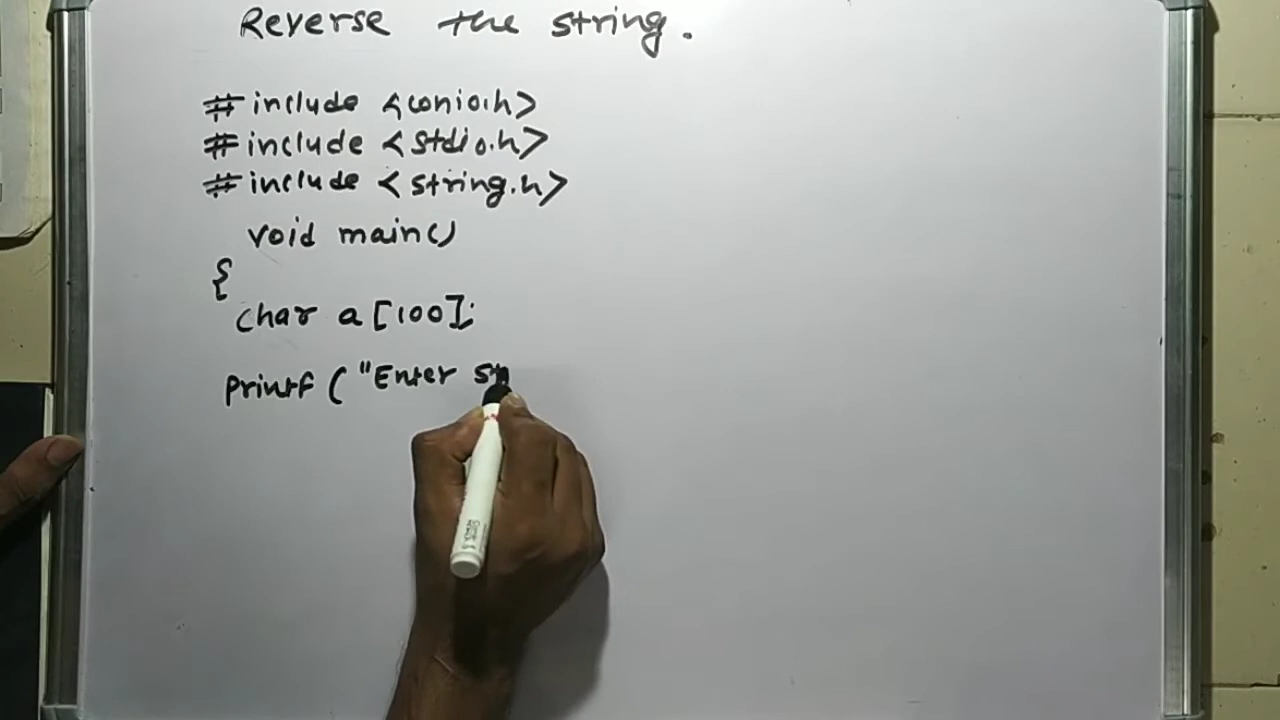 Reverse the string.
# include <conio.h>
# include <stdio.h>
# include <string.h>
void main()
{
char a [100];
printf ( "Enter